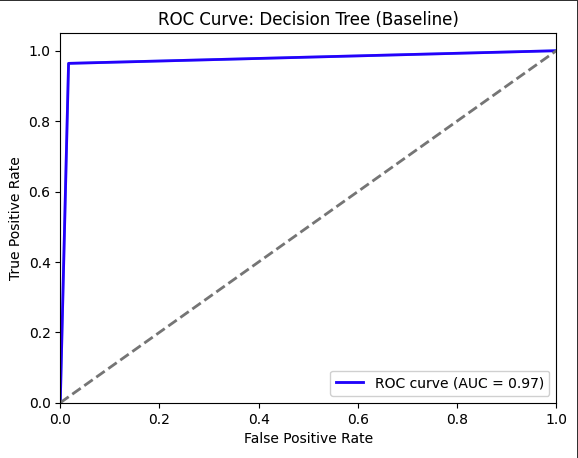 ROC Curve: Decision Tree (Baseline)
True Positive Rate
1.0
0.8
0.6
0.4
0.2
0.0
ROC curve (AUC = 0.97)
0.0 0.2 0.4 0.6 0.8 1.0
False Positive Rate